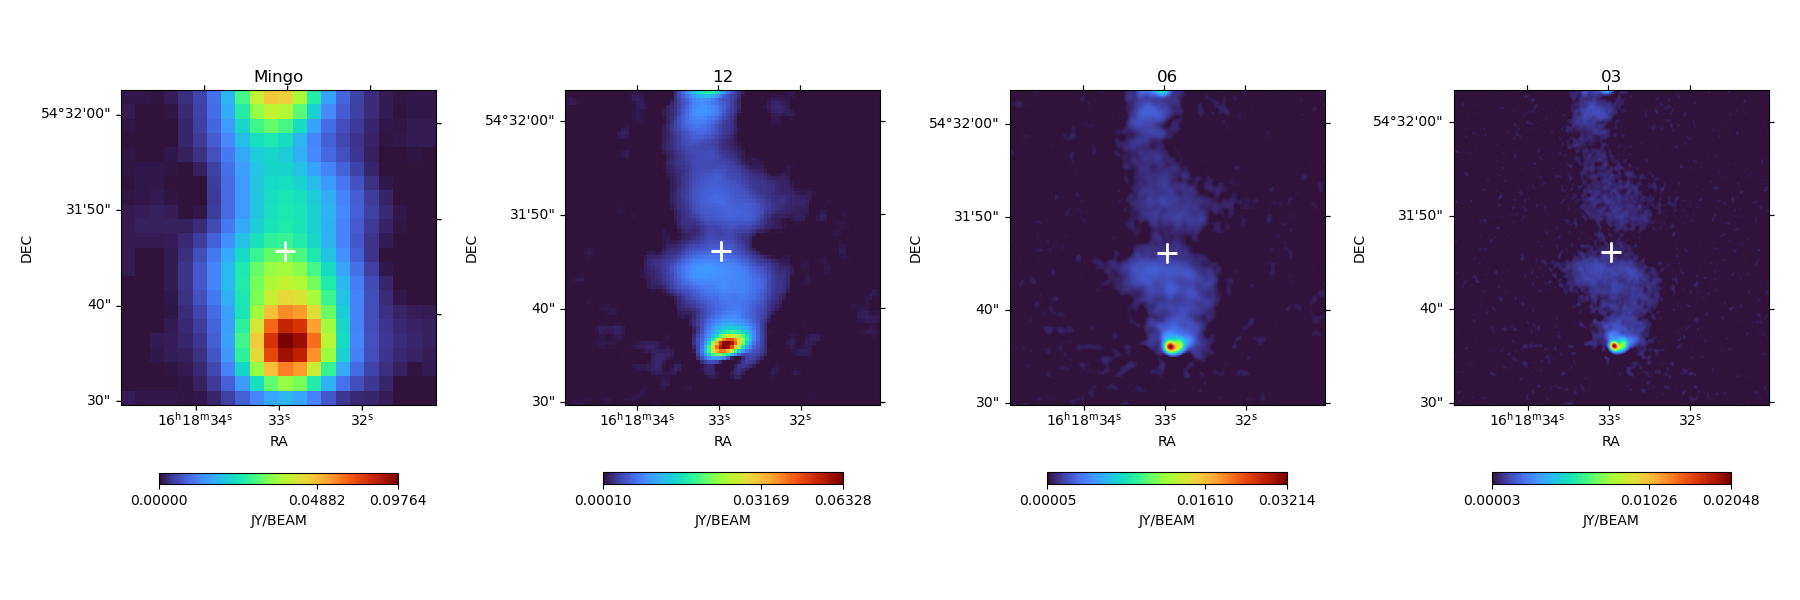 Mingo
12
06
03
54°32'00"
31'50"
40"
30"
DEC
16h18m34s 33s 32s
RA
0.00000 0.04882 0.09764
JY/BEAM
54°32'00"
31'50"
40"
30"
DEC
16h18m34s 33s 32s
RA
0.00010 0.03169 0.06328
JY/BEAM
54°32'00"
31'50"
40"
30"
DEC
16h18m34s 33s 32s
RA
0.00005 0.01610 0.03214
JY/BEAM
54°32'00"
31'50"
40"
30"
DEC
16h18m34s 33s 32s
RA
0.00003 0.01026 0.02048
JY/BEAM